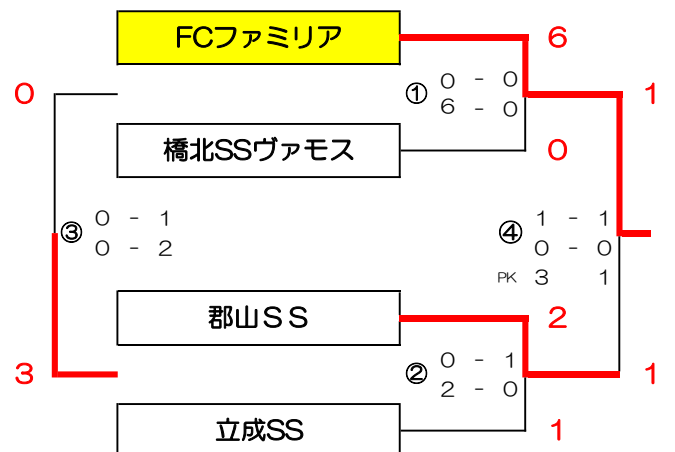 FCファミリア 6
0 ① 0 - 0 1
6 - 0
橋北SSヴァモス 0
③ 0 - 1 ④ 1 - 1
0 - 2 0 - 0
PK 3 1
郡山SS 2
3 ② 0 - 1 1
2 - 0
立成SS 1